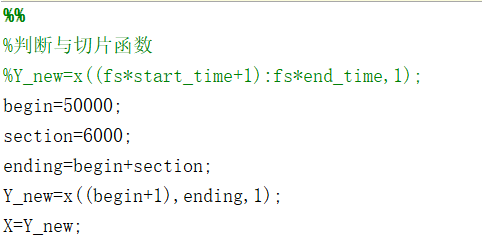 %%
%判断与切片函数
%Y_new=x((fs*start_time+1):fs*end_time,1);
begin=50000;
section=6000;
ending=begin+section;
Y_new=x((begin+1),ending,1);
X=Y_new;